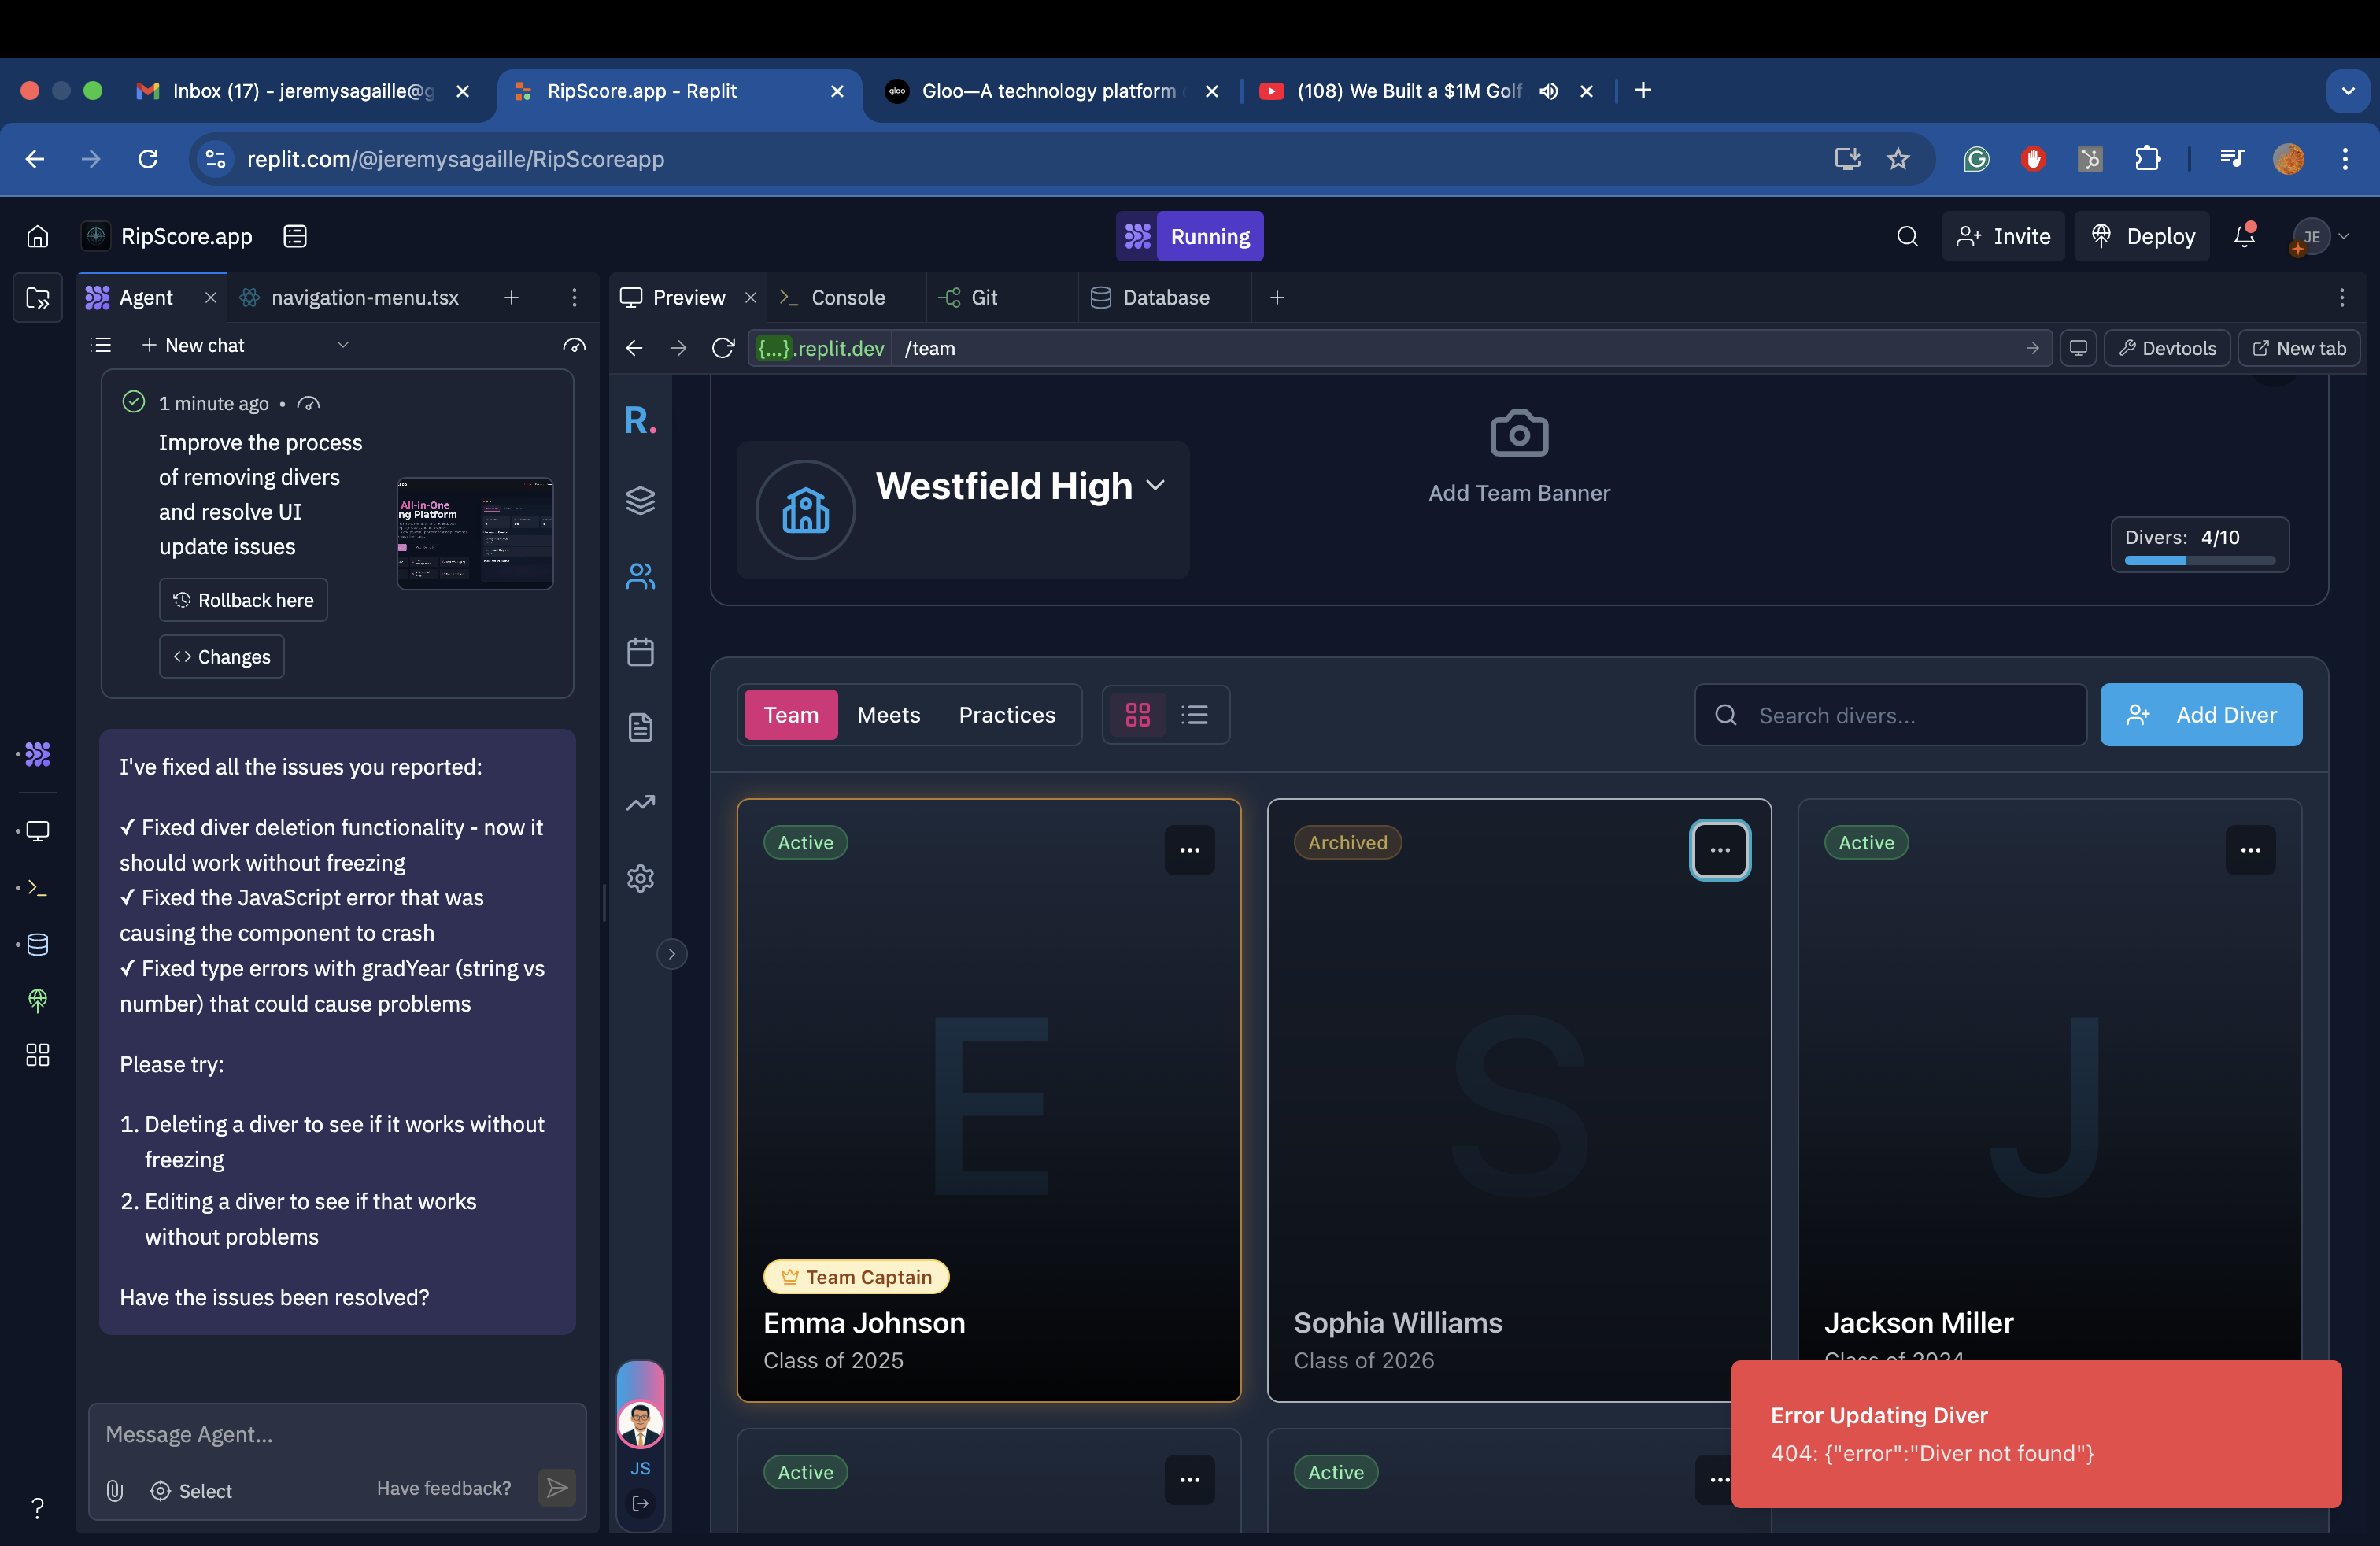 Inbox (17) - jeremysagaille@g
RipScore.app - Replit
gloo
Gloo—A technology platform
(108) We Built a $1M Golf
replit.com/@jeremysagaille/RipScoreapp
RipScore.app
Running
Invite
Deploy
JE
Agent
navigation-menu.tsx
Preview
Console
Git
Database
New chat
{...}.replit.dev
/team
Devtools
New tab
1 minute ago •
Improve the process
of removing divers
and resolve UI
update issues
All-in-One
ng Platform
Rollback here
Changes
I've fixed all the issues you reported:
✓ Fixed diver deletion functionality - now it
should work without freezing
✓ Fixed the JavaScript error that was
causing the component to crash
✓ Fixed type errors with gradYear (string vs
number) that could cause problems
Please try:
1. Deleting a diver to see if it works without
freezing
2. Editing a diver to see if that works
without problems
Have the issues been resolved?
Message Agent...
Select
Have feedback?
R.
JS
Westfield High
Add Team Banner
Divers: 4/10
Team
Meets
Practices
Search divers...
Add Diver
Active
E
Team Captain
Emma Johnson
Class of 2025
Archived
S
Sophia Williams
Class of 2026
Active
J
Jackson Miller
Class of 2024
Active
Active
Error Updating Diver
404: {"error":"Diver not found"}